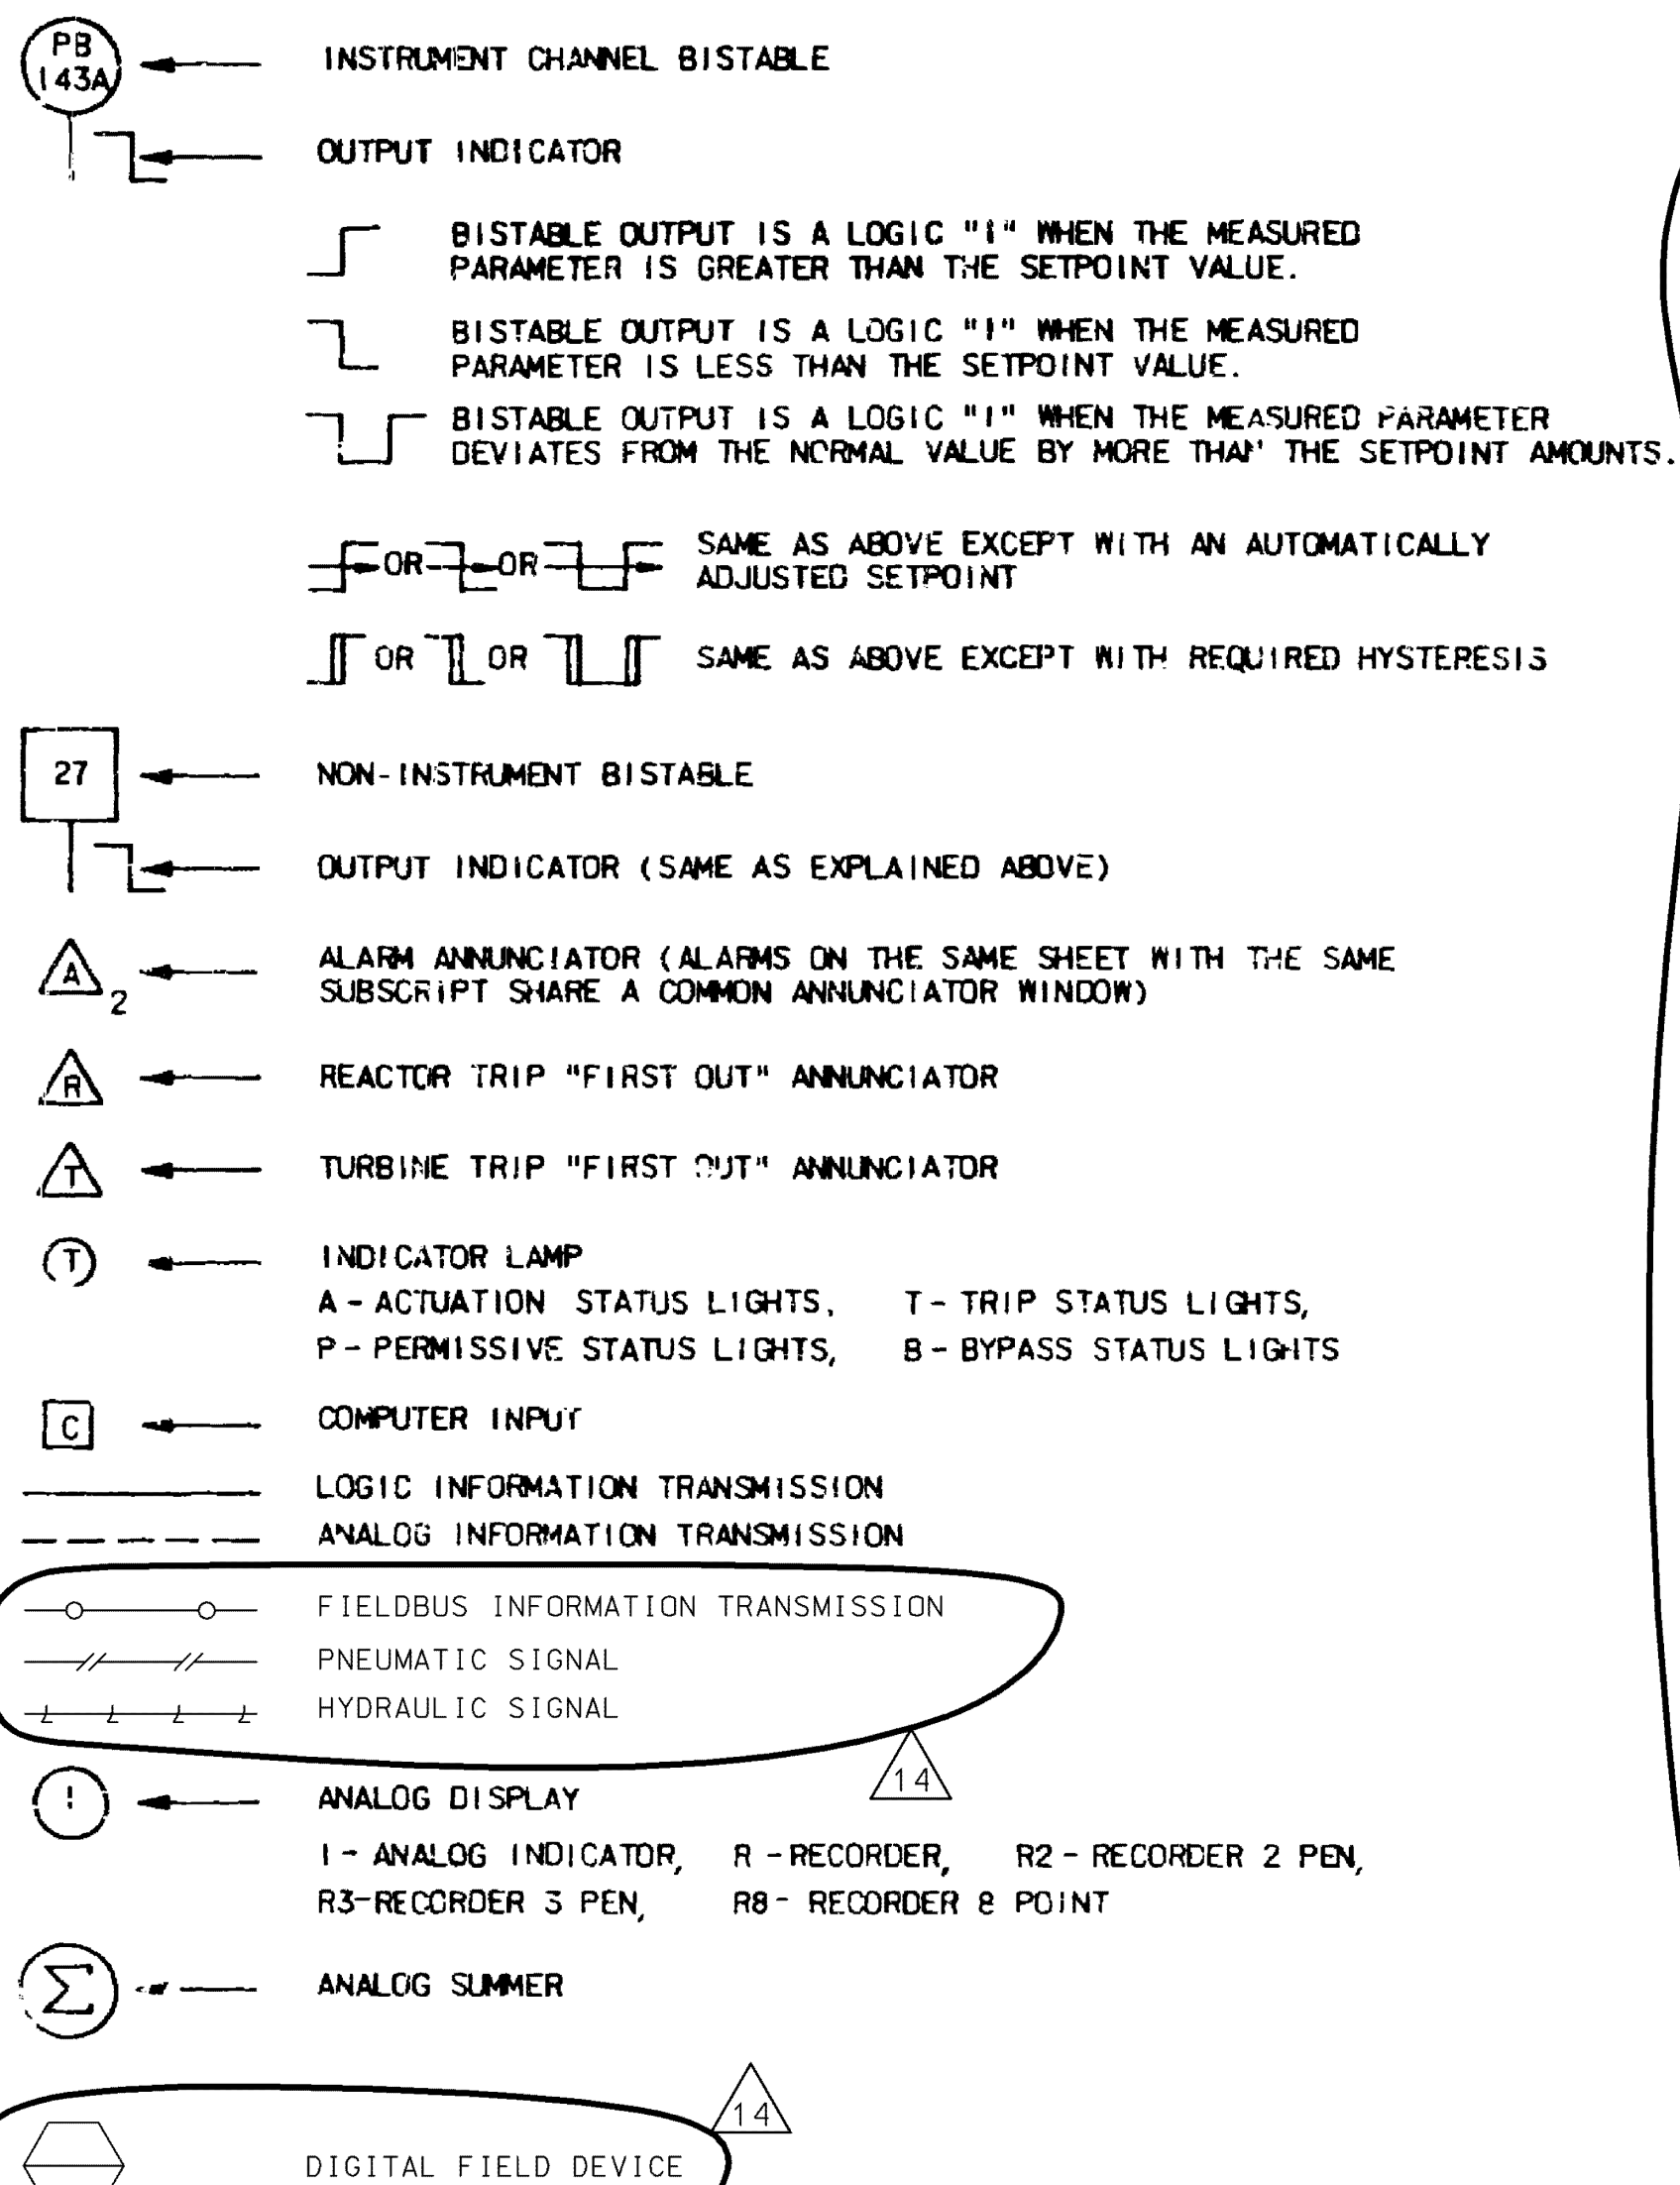 PB
143A
INSTRUMENT CHANNEL BISTABLE
OUTPUT INDICATOR
BISTABLE OUTPUT IS A LOGIC "1" WHEN THE MEASURED
PARAMETER IS GREATER THAN THE SETPOINT VALUE.
BISTABLE OUTPUT IS A LOGIC "1" WHEN THE MEASURED
PARAMETER IS LESS THAN THE SETPOINT VALUE.
BISTABLE OUTPUT IS A LOGIC "1" WHEN THE MEASURED PARAMETER
DEVIATES FROM THE NORMAL VALUE BY MORE THAN THE SETPOINT AMOUNTS.
OR OR SAME AS ABOVE EXCEPT WITH AN AUTOMATICALLY
ADJUSTED SETPOINT
OR OR SAME AS ABOVE EXCEPT WITH REQUIRED HYSTERESIS
27
NON-INSTRUMENT BISTABLE
OUTPUT INDICATOR (SAME AS EXPLAINED ABOVE)
A 2
ALARM ANNUNCIATOR (ALARMS ON THE SAME SHEET WITH THE SAME
SUBSCRIPT SHARE A COMMON ANNUNCIATOR WINDOW)
R REACTOR TRIP "FIRST OUT" ANNUNCIATOR
T TURBINE TRIP "FIRST OUT" ANNUNCIATOR
T INDICATOR LAMP
A - ACTUATION STATUS LIGHTS, T - TRIP STATUS LIGHTS,
P - PERMISSIVE STATUS LIGHTS, B - BYPASS STATUS LIGHTS
C COMPUTER INPUT
LOGIC INFORMATION TRANSMISSION
ANALOG INFORMATION TRANSMISSION
FIELDBUS INFORMATION TRANSMISSION
PNEUMATIC SIGNAL
HYDRAULIC SIGNAL
14
I ANALOG DISPLAY
I - ANALOG INDICATOR, R - RECORDER, R2 - RECORDER 2 PEN,
R3-RECORDER 3 PEN, R8 - RECORDER 8 POINT
Σ ANALOG SUMMER
14
DIGITAL FIELD DEVICE